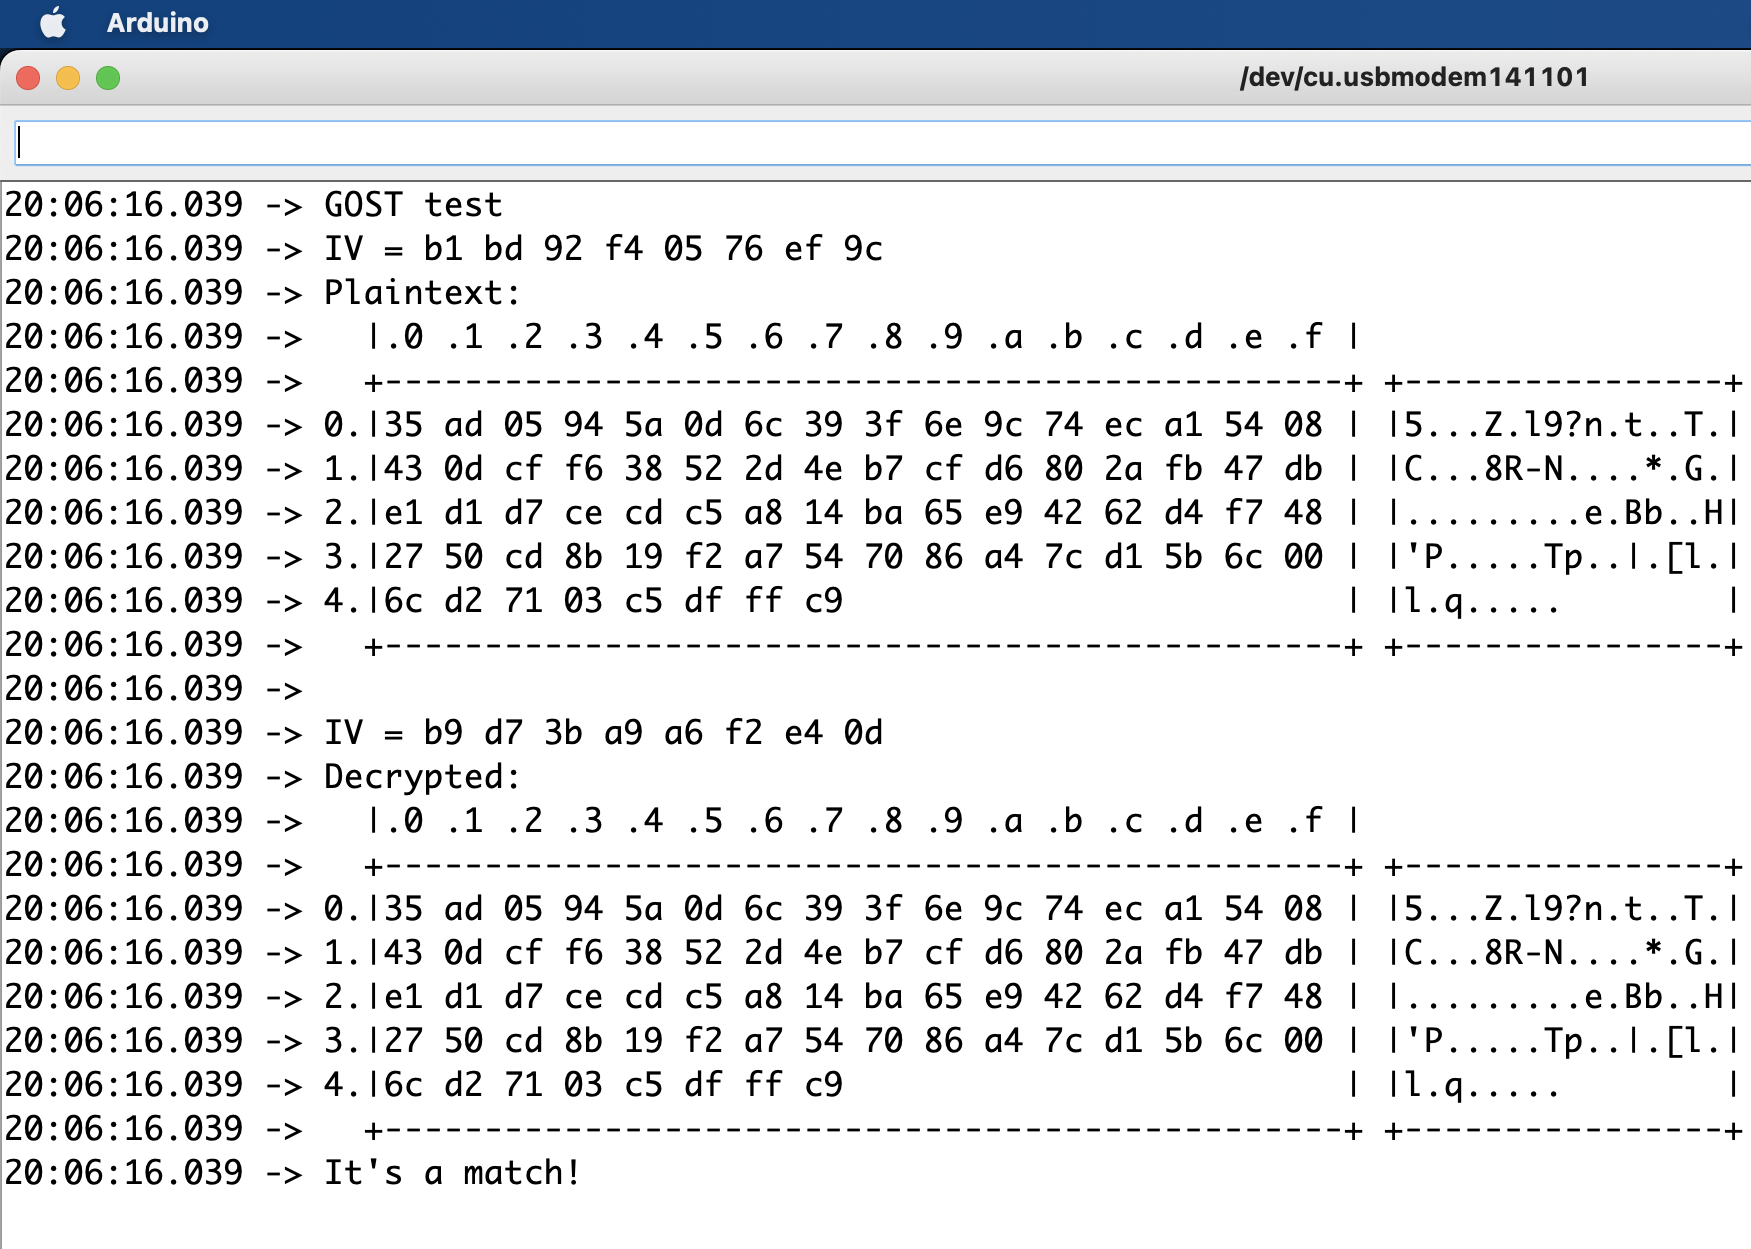 Arduino
/dev/cu.usbmodem141101
20:06:16.039 -> GOST test
20:06:16.039 -> IV = b1 bd 92 f4 05 76 ef 9c
20:06:16.039 -> Plaintext:
20:06:16.039 ->    |.0 .1 .2 .3 .4 .5 .6 .7 .8 .9 .a .b .c .d .e .f |
20:06:16.039 ->    +------------------------------------------------+ +----------------+
20:06:16.039 -> 0.|35 ad 05 94 5a 0d 6c 39 3f 6e 9c 74 ec a1 54 08 | |5...Z.l9?n.t..T.|
20:06:16.039 -> 1.|43 0d cf f6 38 52 2d 4e b7 cf d6 80 2a fb 47 db | |C...8R-N....*.G.|
20:06:16.039 -> 2.|e1 d1 d7 ce cd c5 a8 14 ba 65 e9 42 62 d4 f7 48 | |.........e.Bb..H|
20:06:16.039 -> 3.|27 50 cd 8b 19 f2 a7 54 70 86 a4 7c d1 5b 6c 00 | |'P.....Tp..|.[l.|
20:06:16.039 -> 4.|6c d2 71 03 c5 df ff c9                         | |l.q.....        |
20:06:16.039 ->    +------------------------------------------------+ +----------------+
20:06:16.039 ->
20:06:16.039 -> IV = b9 d7 3b a9 a6 f2 e4 0d
20:06:16.039 -> Decrypted:
20:06:16.039 ->    |.0 .1 .2 .3 .4 .5 .6 .7 .8 .9 .a .b .c .d .e .f |
20:06:16.039 ->    +------------------------------------------------+ +----------------+
20:06:16.039 -> 0.|35 ad 05 94 5a 0d 6c 39 3f 6e 9c 74 ec a1 54 08 | |5...Z.l9?n.t..T.|
20:06:16.039 -> 1.|43 0d cf f6 38 52 2d 4e b7 cf d6 80 2a fb 47 db | |C...8R-N....*.G.|
20:06:16.039 -> 2.|e1 d1 d7 ce cd c5 a8 14 ba 65 e9 42 62 d4 f7 48 | |.........e.Bb..H|
20:06:16.039 -> 3.|27 50 cd 8b 19 f2 a7 54 70 86 a4 7c d1 5b 6c 00 | |'P.....Tp..|.[l.|
20:06:16.039 -> 4.|6c d2 71 03 c5 df ff c9                         | |l.q.....        |
20:06:16.039 ->    +------------------------------------------------+ +----------------+
20:06:16.039 -> It's a match!